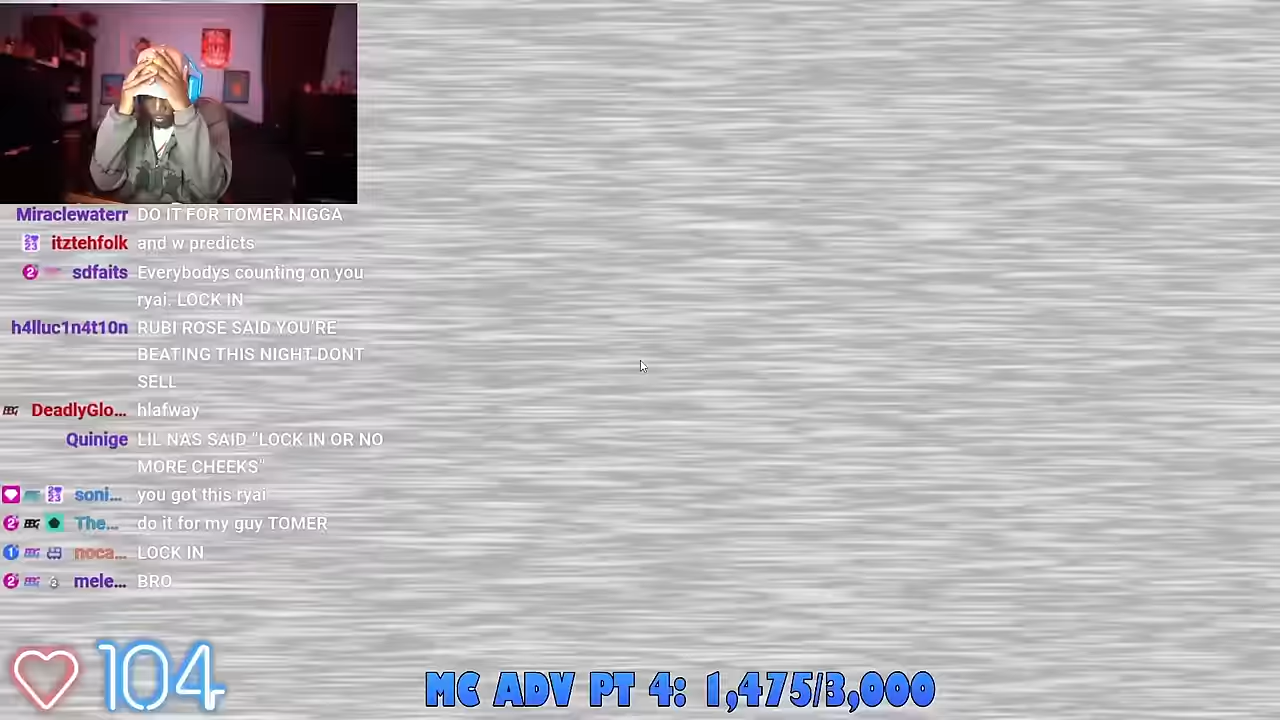 Miraclewaterr DO IT FOR TOMER NIGGA
itztehfolk and w predicts
sdfaits Everybodys counting on you
ryai. LOCK IN
h4lluc1n4t10n RUBI ROSE SAID YOU'RE
BEATING THIS NIGHT DONT
SELL
DeadlyGlo... hlafway
Quinige LIL NAS SAID "LOCK IN OR NO
MORE CHEEKS"
soni... you got this ryai
The... do it for my guy TOMER
noca... LOCK IN
mele... BRO
104
MC ADV PT 4: 1,475/3,000